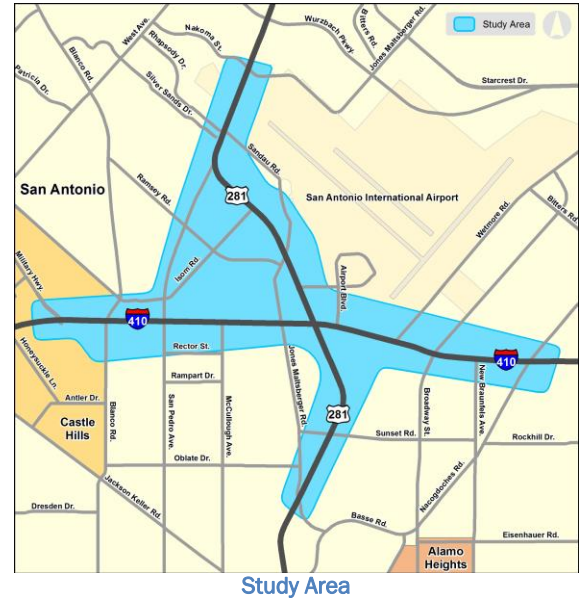 Study Area
Wurzbach Pkwy.
Bitters Rd.
Jones Maltsberger Rd.
Nakoma St.
West Ave.
Rhapsody Dr.
Blanco Rd.
Patricia Dr.
Silver Sands Dr.
Starcrest Dr.
Sandau Rd.
San Antonio
Ramsey Rd.
281
San Antonio International Airport
Wetmore Rd.
Bitters Rd.
Isom Rd.
Military Hwy.
Airport Blvd.
410
Rector St.
Honeysuckle Ln.
Rampart Dr.
Jones Maltsberger Rd.
410
281
New Braunfels Ave.
Antler Dr.
Castle
Hills
Blanco Rd.
San Pedro Ave.
McCullough Ave.
Broadway St.
Sunset Rd.
Rockhill Dr.
Oblate Dr.
Nacogdoches Rd.
Jackson Keller Rd.
Dresden Dr.
Basse Rd.
Eisenhauer Rd.
Alamo
Heights
Study Area